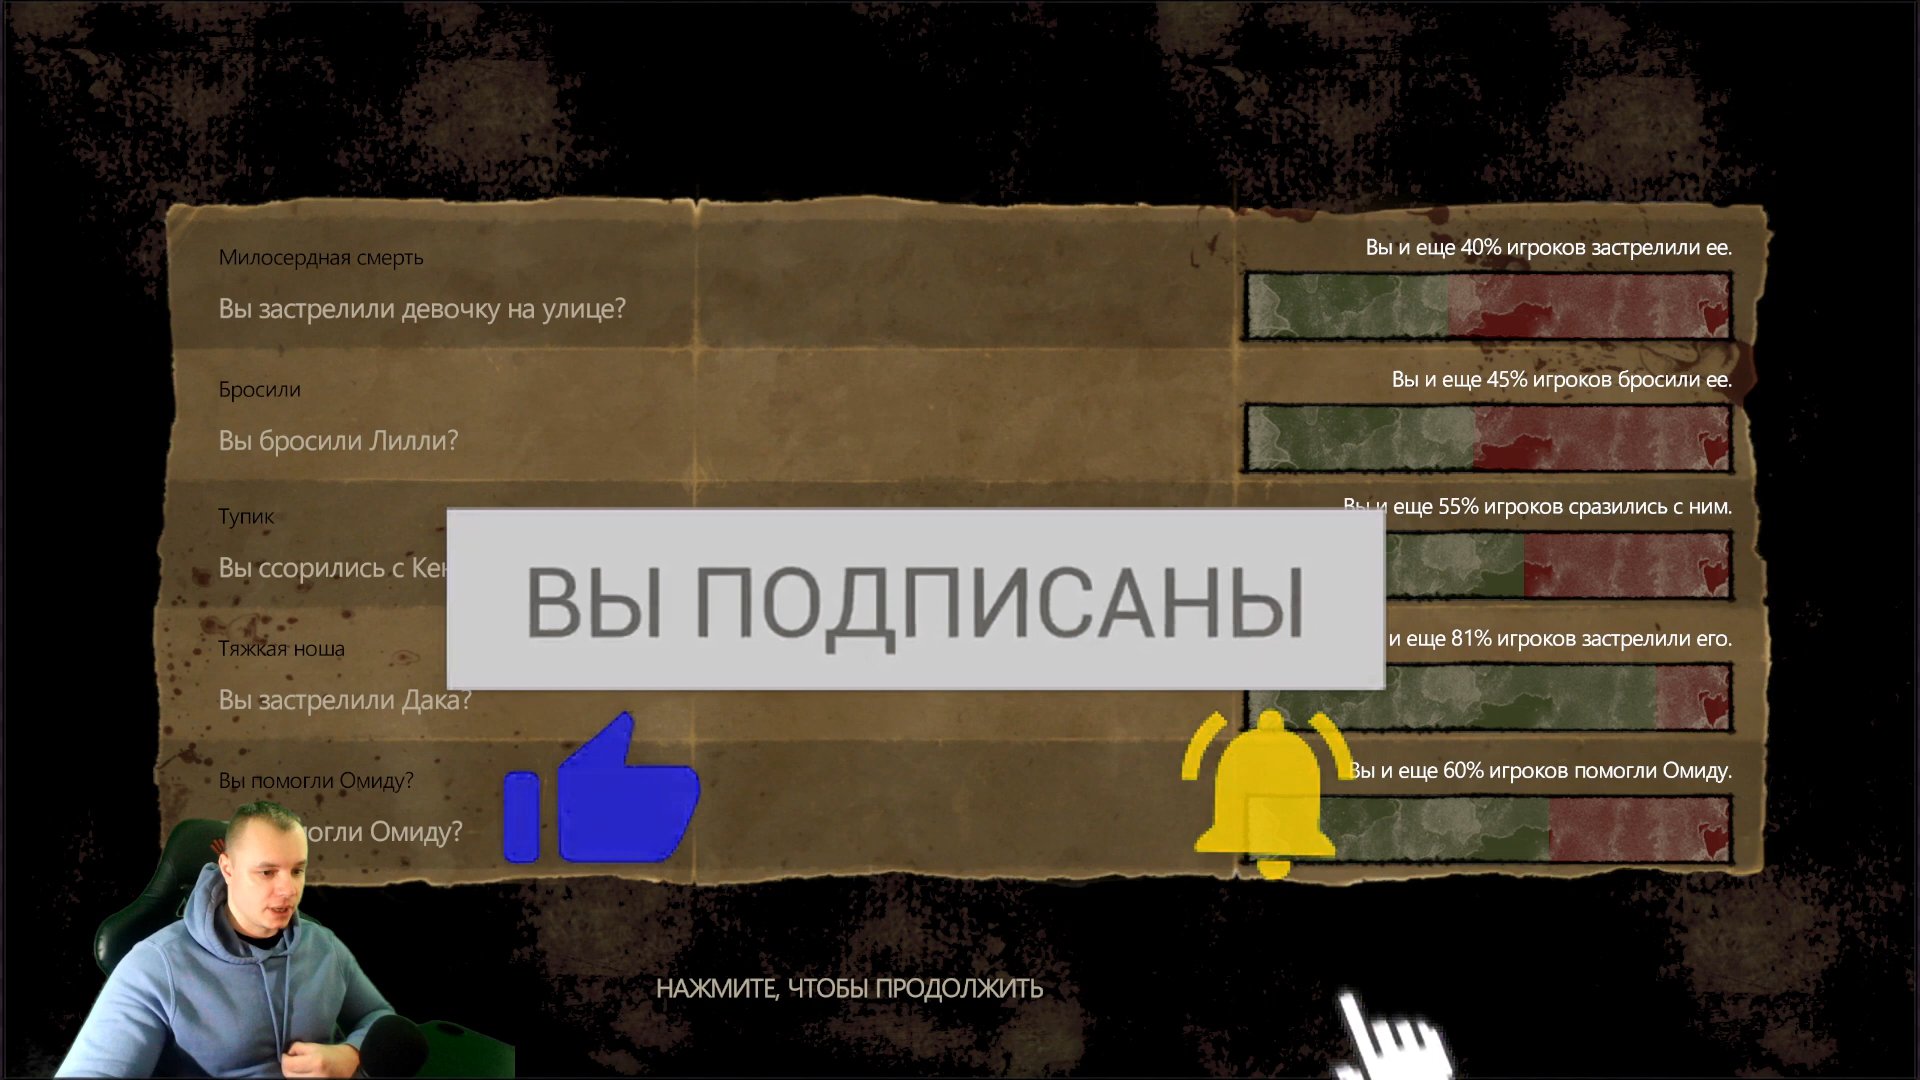 Милосердная смерть
Вы и еще 40% игроков застрелили ее.
Вы застрелили девочку на улице?
Бросили
Вы и еще 45% игроков бросили ее.
Вы бросили Лилли?
Тупик
Вы и еще 55% игроков сразились с ним.
Вы ссорились с
ВЫ ПОДПИСАНЫ
Тяжкая ноша
и еще 81% игроков застрелили его.
Вы застрелили Дака?
Вы помогли Омиду?
Вы и еще 60% игроков помогли Омиду.
Омиду?
НАЖМИТЕ, ЧТОБЫ ПРОДОЛЖИТЬ